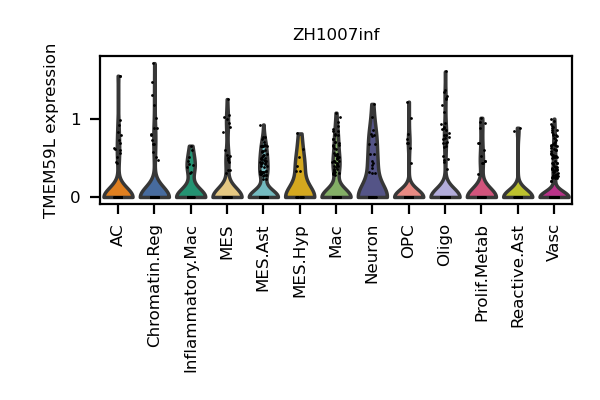 ZH1007inf
TMEM59L expression
1
0
AC
Chromatin.Reg
Inflammatory.Mac
MES
MES.Ast
MES.Hyp
Mac
Neuron
OPC
Oligo
Prolif.Metab
Reactive.Ast
Vasc